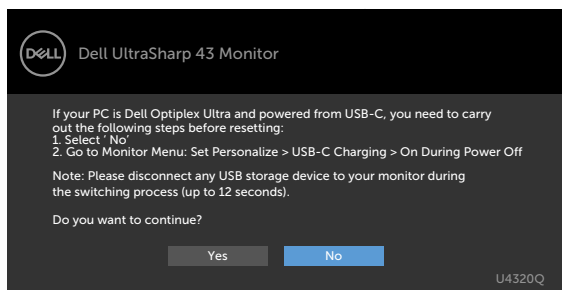 DELL Dell UltraSharp 43 Monitor
If your PC is Dell Optiplex Ultra and powered from USB-C, you need to carry
out the following steps before resetting:
1. Select ‘ No’
2. Go to Monitor Menu: Set Personalize > USB-C Charging > On During Power Off
Note: Please disconnect any USB storage device to your monitor during
the switching process (up to 12 seconds).
Do you want to continue?
Yes No
U4320Q